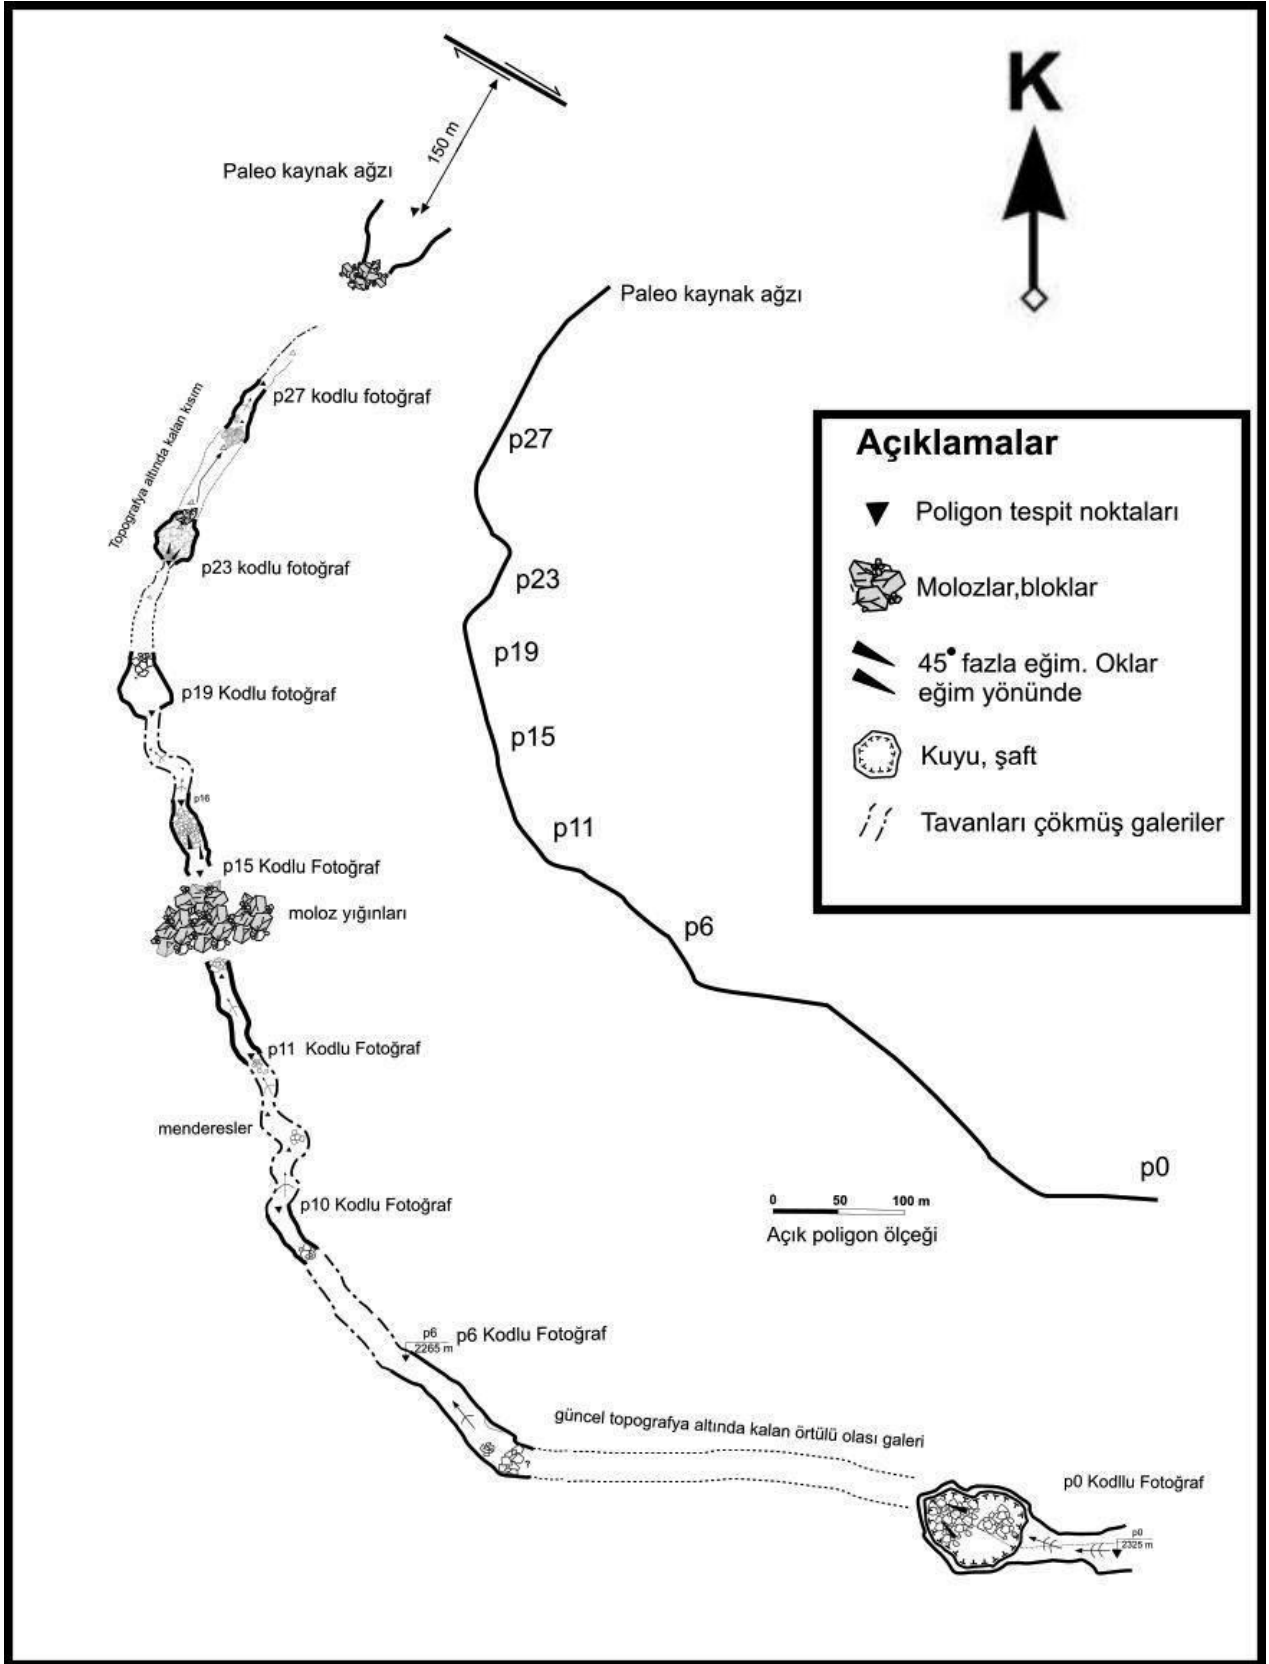 K
150 m
Paleo kaynak ağzı
Paleo kaynak ağzı
p27 kodlu fotoğraf
Topografya altında kalan kısım
p27
Açıklamalar
Poligon tespit noktaları
p23 kodlu fotoğraf
p23
Molozlar,bloklar
p19
45° fazla eğim. Oklar
eğim yönünde
p19 Kodlu fotoğraf
p15
Kuyu, şaft
p16
p11
Tavanları çökmüş galeriler
p15 Kodlu Fotoğraf
moloz yığınları
p6
p11 Kodlu Fotoğraf
menderesler
p0
p10 Kodlu Fotoğraf
0 50 100 m
Açık poligon ölçeği
p6
2265 m
p6 Kodlu Fotoğraf
güncel topografya altında kalan örtülü olası galeri
p0 Kodllu Fotoğraf
p0
2325 m